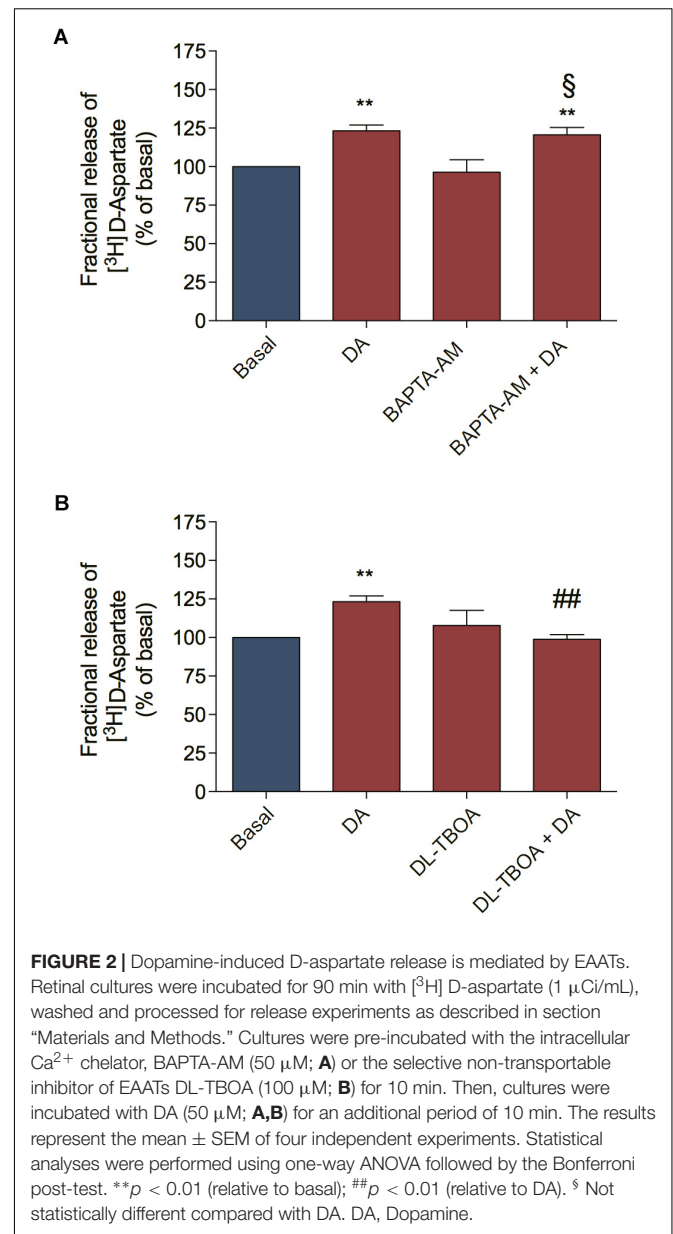 A
175
150
125
100
75
50
25
0
Fractional release of
[³H]D-Aspartate
(% of basal)
**
§
**
Basal
DA
BAPTA-AM
BAPTA-AM + DA
B
175
150
125
100
75
50
25
0
Fractional release of
[³H]D-Aspartate
(% of basal)
**
##
Basal
DA
DL-TBOA
DL-TBOA + DA
FIGURE 2 | Dopamine-induced D-aspartate release is mediated by EAATs.
Retinal cultures were incubated for 90 min with [³H] D-aspartate (1 μCi/mL),
washed and processed for release experiments as described in section
“Materials and Methods.” Cultures were pre-incubated with the intracellular
Ca²⁺ chelator, BAPTA-AM (50 μM; A) or the selective non-transportable
inhibitor of EAATs DL-TBOA (100 μM; B) for 10 min. Then, cultures were
incubated with DA (50 μM; A,B) for an additional period of 10 min. The results
represent the mean ± SEM of four independent experiments. Statistical
analyses were performed using one-way ANOVA followed by the Bonferroni
post-test. **p < 0.01 (relative to basal); ##p < 0.01 (relative to DA). § Not
statistically different compared with DA. DA, Dopamine.